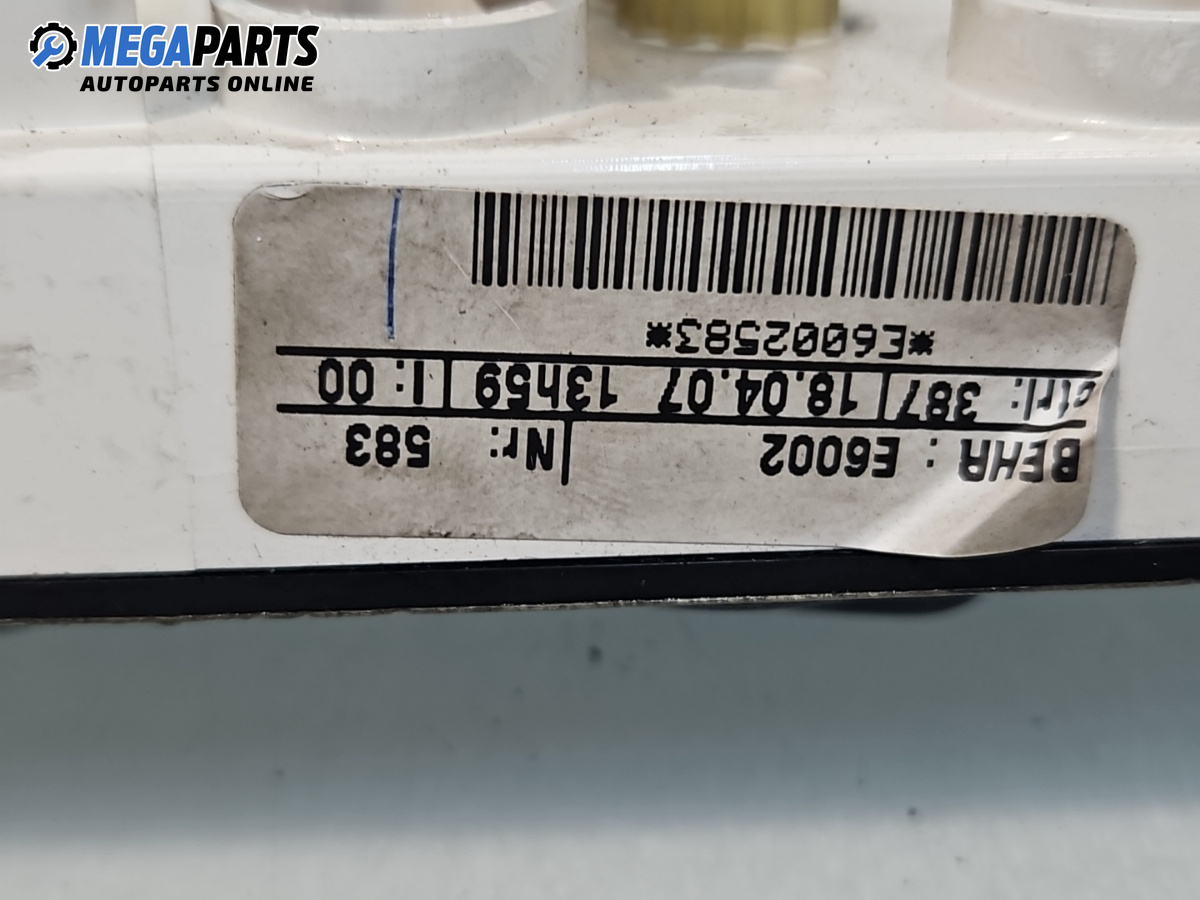 MEGAPARTS
AUTOPARTS ONLINE
BEHR : E6002 Nr: 583
ctrl: 387 18.04.07 13h59 I:00
*E6002583*